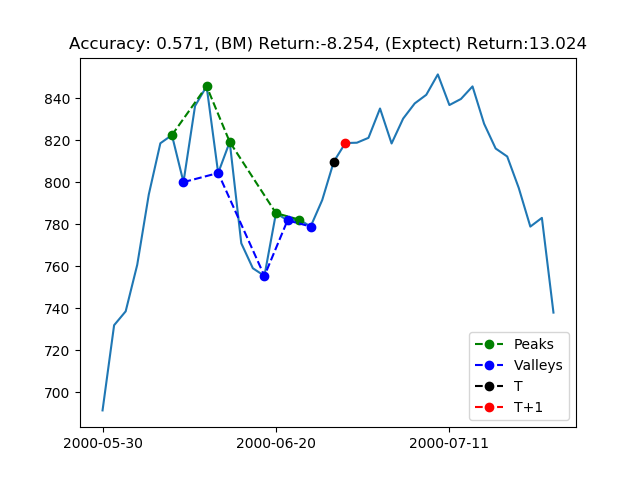 Accuracy: 0.571, (BM) Return:-8.254, (Exptect) Return:13.024
840
820
800
780
760
740
720
700
2000-05-30
2000-06-20
2000-07-11
Peaks
Valleys
T
T+1